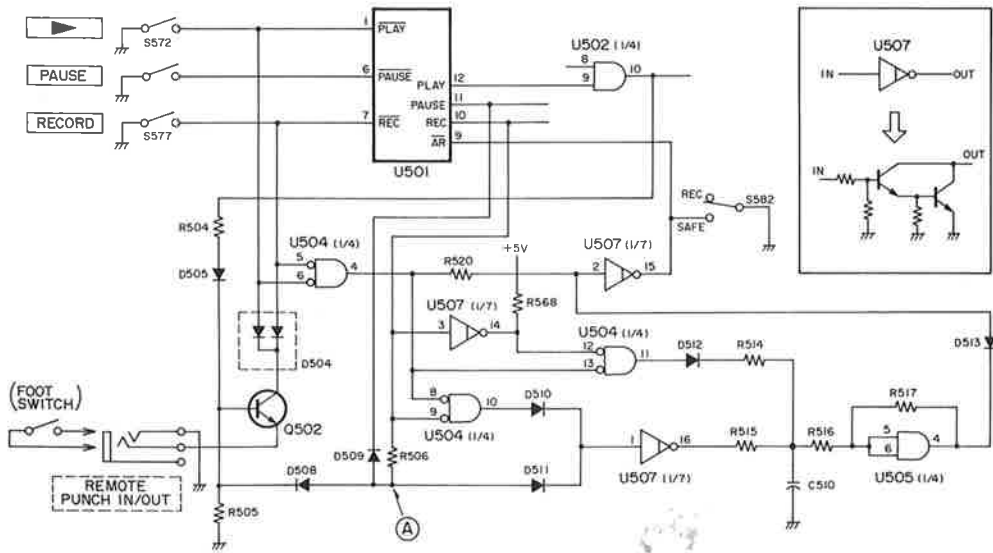 ▶
PAUSE
RECORD
S572
S577
1 PLAY
6 PAUSE
7 REC
PLAY 12
PAUSE 11
REC 10
AR 9
U501
U502 (1/4)
8
9
10
U507
IN
OUT
IN
OUT
REC
SAFE
S582
R504
D505
U504 (1/4)
5
6
4
R520
+5V
U507 (1/7)
2
15
R568
U507 (1/7)
3
14
U504 (1/4)
12
13
11
D512
R514
D513
D504
8
9
10
D510
U504 (1/4)
R517
(FOOT
SWITCH)
Q502
D509
R506
1
16
U507 (1/7)
R515
R516
5
6
4
U505 (1/4)
C510
D508
D511
REMOTE
PUNCH IN/OUT
R505
A